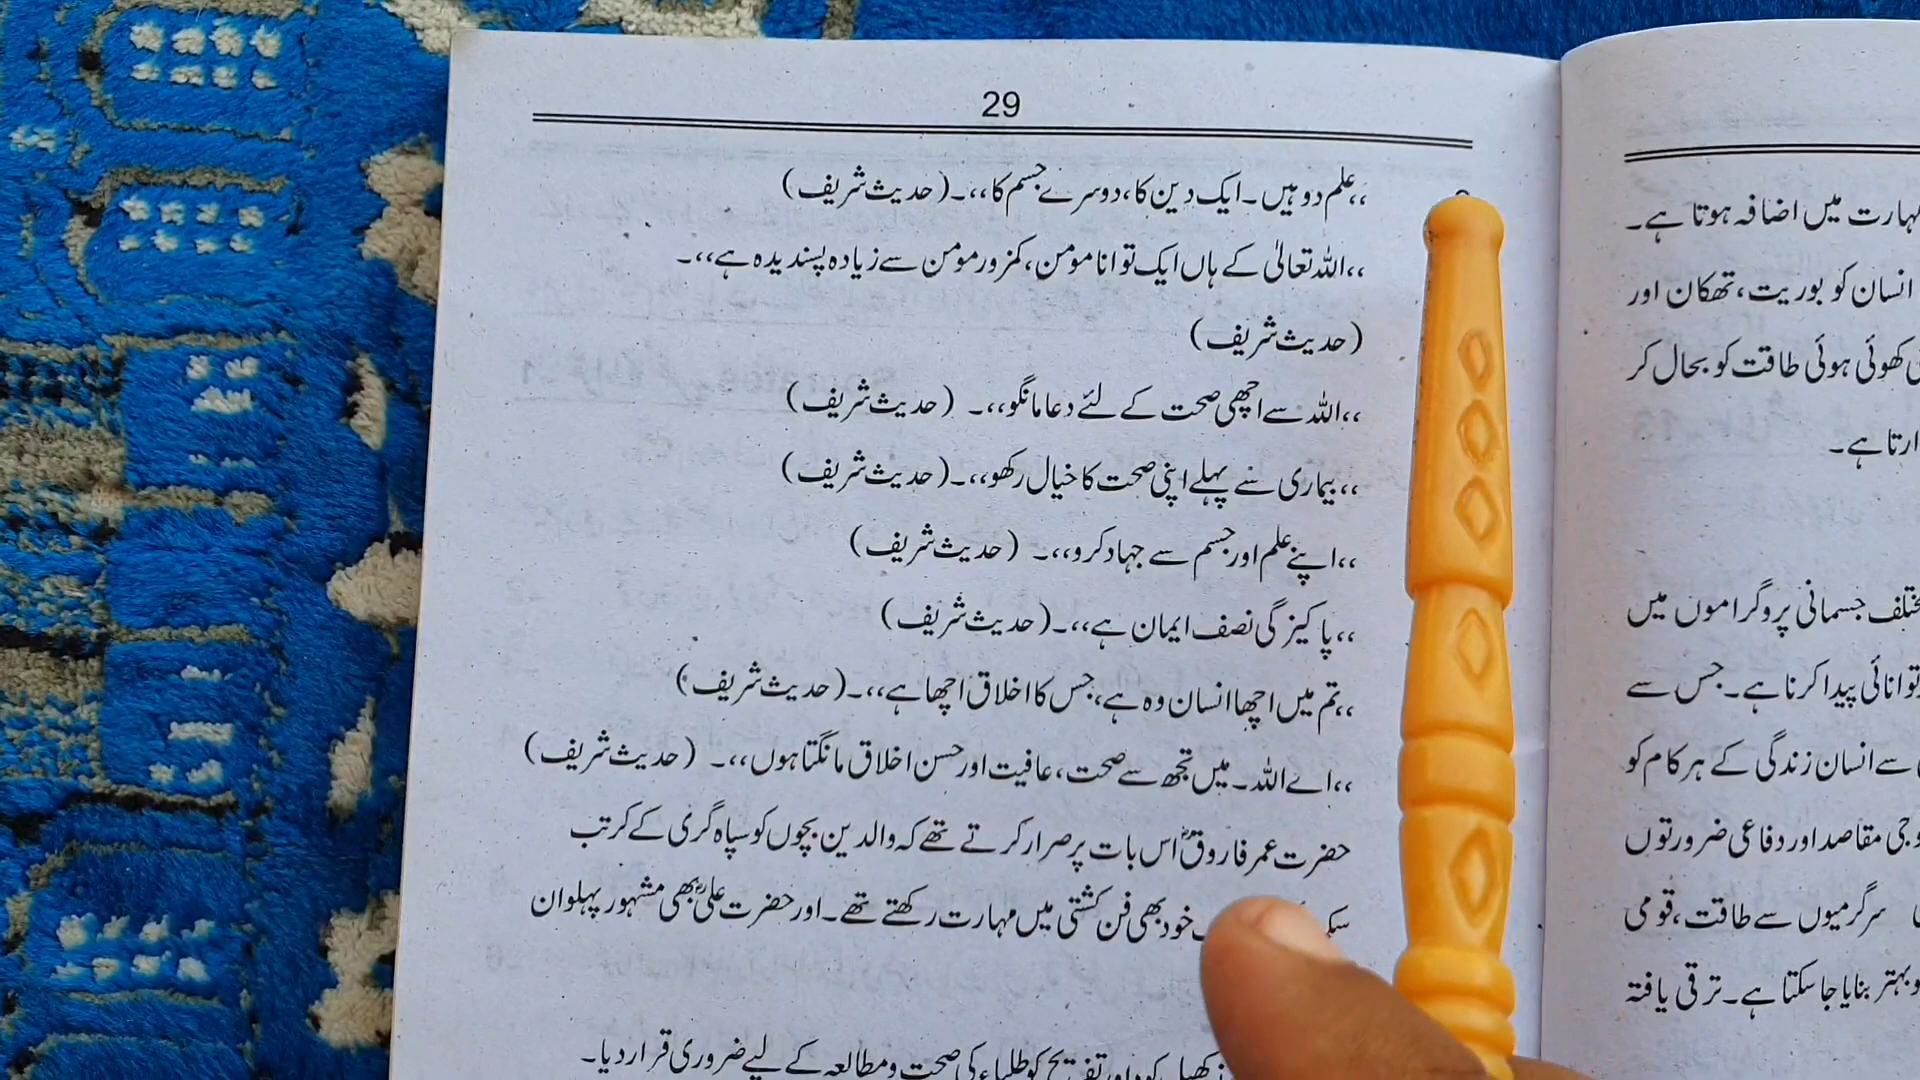 29
،،علم دو ہیں۔ایک دین کا،دوسرے جسم کا،،۔(حدیث شریف)
،،اللہ تعالیٰ کے ہاں ایک توانا مومن،کمزور مومن سے زیادہ پسندیدہ ہے،،۔
(حدیث شریف)
،،اللہ سے اچھی صحت کے لئے دعا مانگو،،۔ (حدیث شریف)
،،بیماری سے پہلے اپنی صحت کا خیال رکھو،،۔(حدیث شریف)
،،اپنے علم اور جسم سے جہاد کرو،،۔ (حدیث شریف)
،،پاکیزگی نصف ایمان ہے،،۔(حدیث شریف)
،،تم میں اچھا انسان وہ ہے،جس کا اخلاق اچھا ہے،،۔(حدیث شریف)
،،اے اللہ۔میں تجھ سے صحت،عافیت اور حسن اخلاق مانگتا ہوں،،۔ (حدیث شریف)
حضرت عمر فاروقؓ اس بات پر صرار کرتے تھے کہ والدین بچوں کو سپاہ گری کے کرتب
خود بھی فن کشتی میں مہارت رکھتے تھے۔اور حضرت علیؓ بھی مشہور پہلوان
کھیل کود اور تفریح کو طلباء کی صحت و مطالعہ کے لیے ضروری قرار دیا۔
مہارت میں اضافہ ہوتا ہے۔
انسان کو بوریت،تھکان اور
کھوئی ہوئی طاقت کو بحال کر
ہے۔
مختلف جسمانی پروگراموں میں
توانائی پیدا کرنا ہے۔جس سے
سے انسان زندگی کے ہر کام کو
مقاصد اور دفاعی ضرورتوں
سرگرمیوں سے طاقت،قومی
بہتر بنایا جا سکتا ہے۔ترقی یافتہ